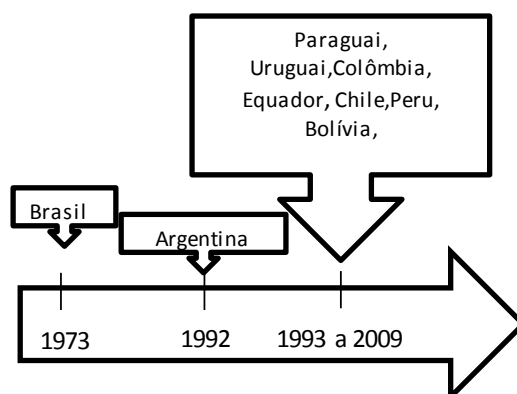 Paraguai,
Uruguai,Colômbia,
Equador, Chile,Peru,
Bolívia,
Brasil
Argentina
1973
1992
1993 a 2009